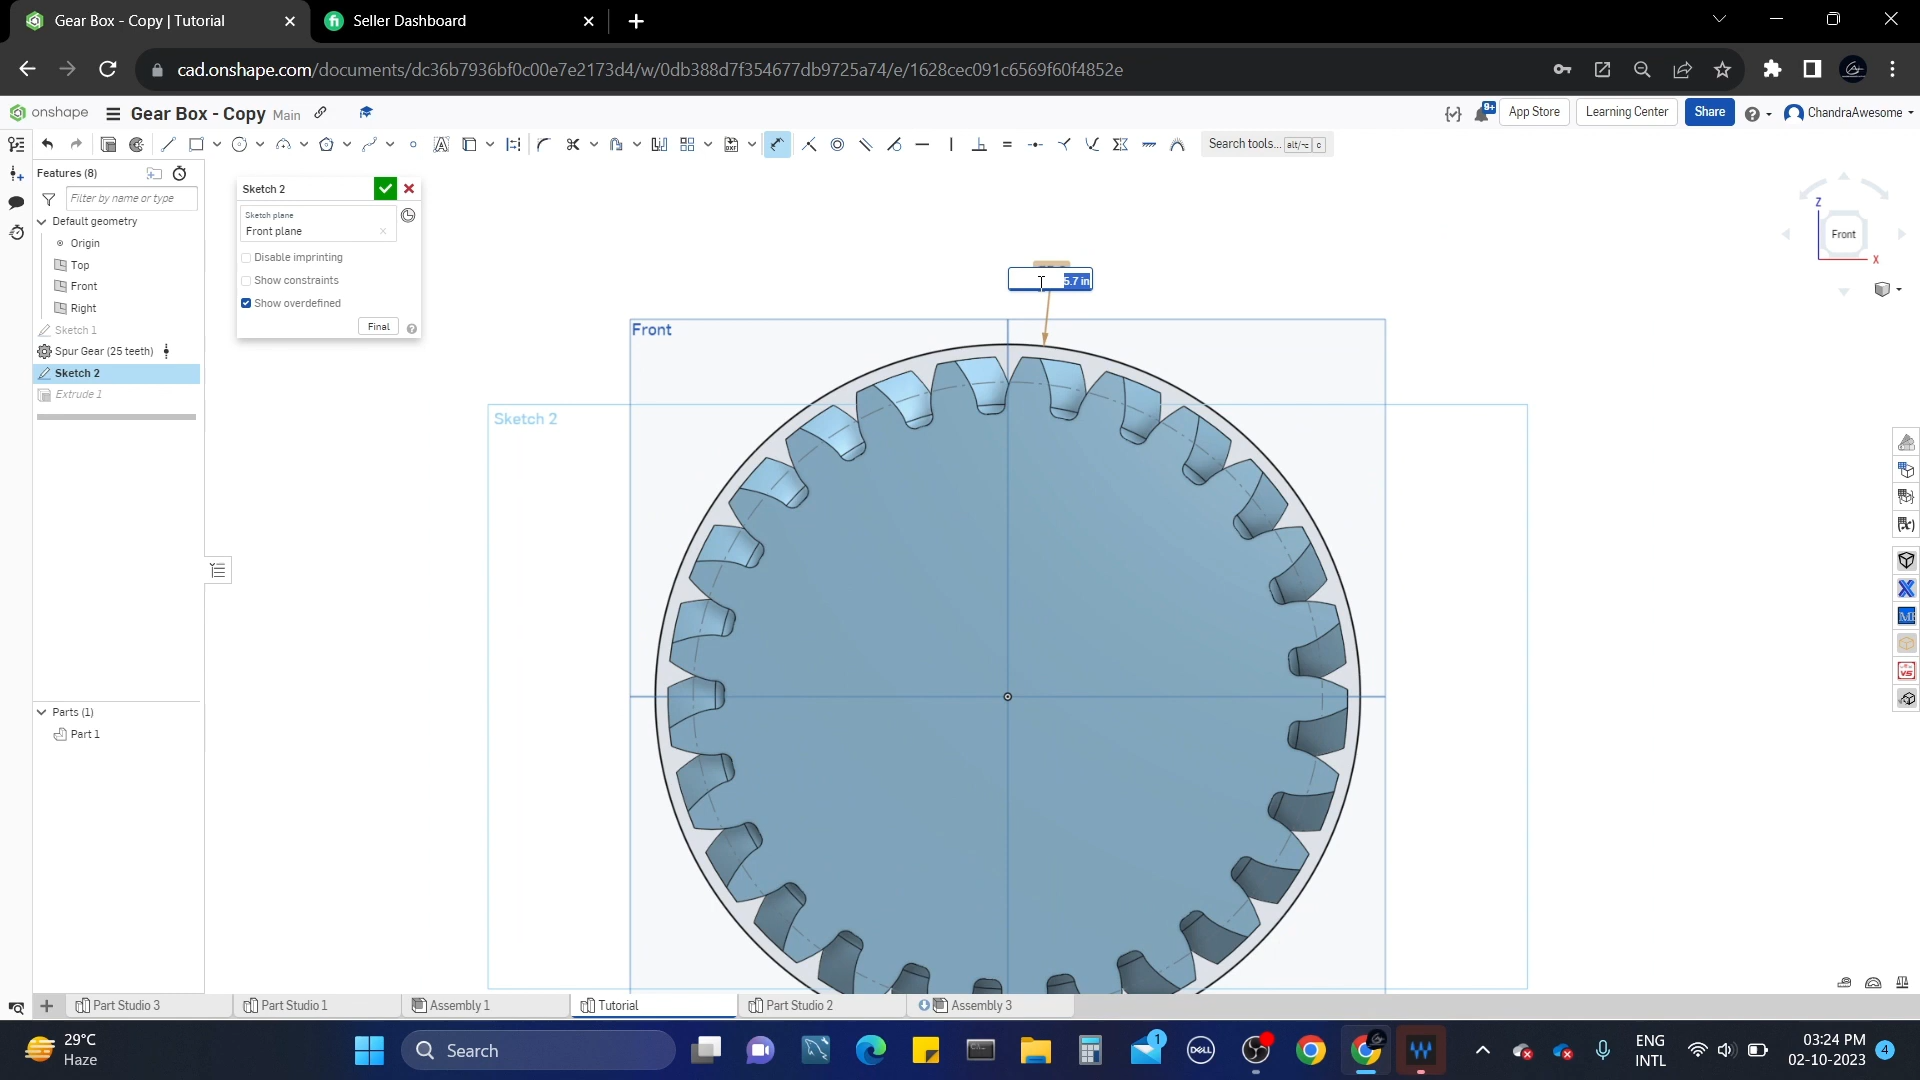 Gear Box - Copy | Tutorial
Seller Dashboard
cad.onshape.com/documents/dc36b7936bf0c00e7e2173d4/w/0db388d7f354677db9725a74/e/1628cec091c6569f60f4852e
onshape
Gear Box - Copy Main
9+
App Store
Learning Center
Share
ChandraAwesome
Search tools... alt/⌥ c
Features (8)
Filter by name or type
Default geometry
Origin
Top
Front
Right
Sketch 1
Spur Gear (25 teeth)
Sketch 2
Extrude 1
Sketch 2
Sketch plane
Front plane
Disable imprinting
Show constraints
Show overdefined
Final
5.7 in
Front
Sketch 2
Z
Front
X
Parts (1)
Part 1
Part Studio 3
Part Studio 1
Assembly 1
Tutorial
Part Studio 2
Assembly 3
29°C
Haze
Search
1
DELL
ENG
INTL
03:24 PM
02-10-2023
4